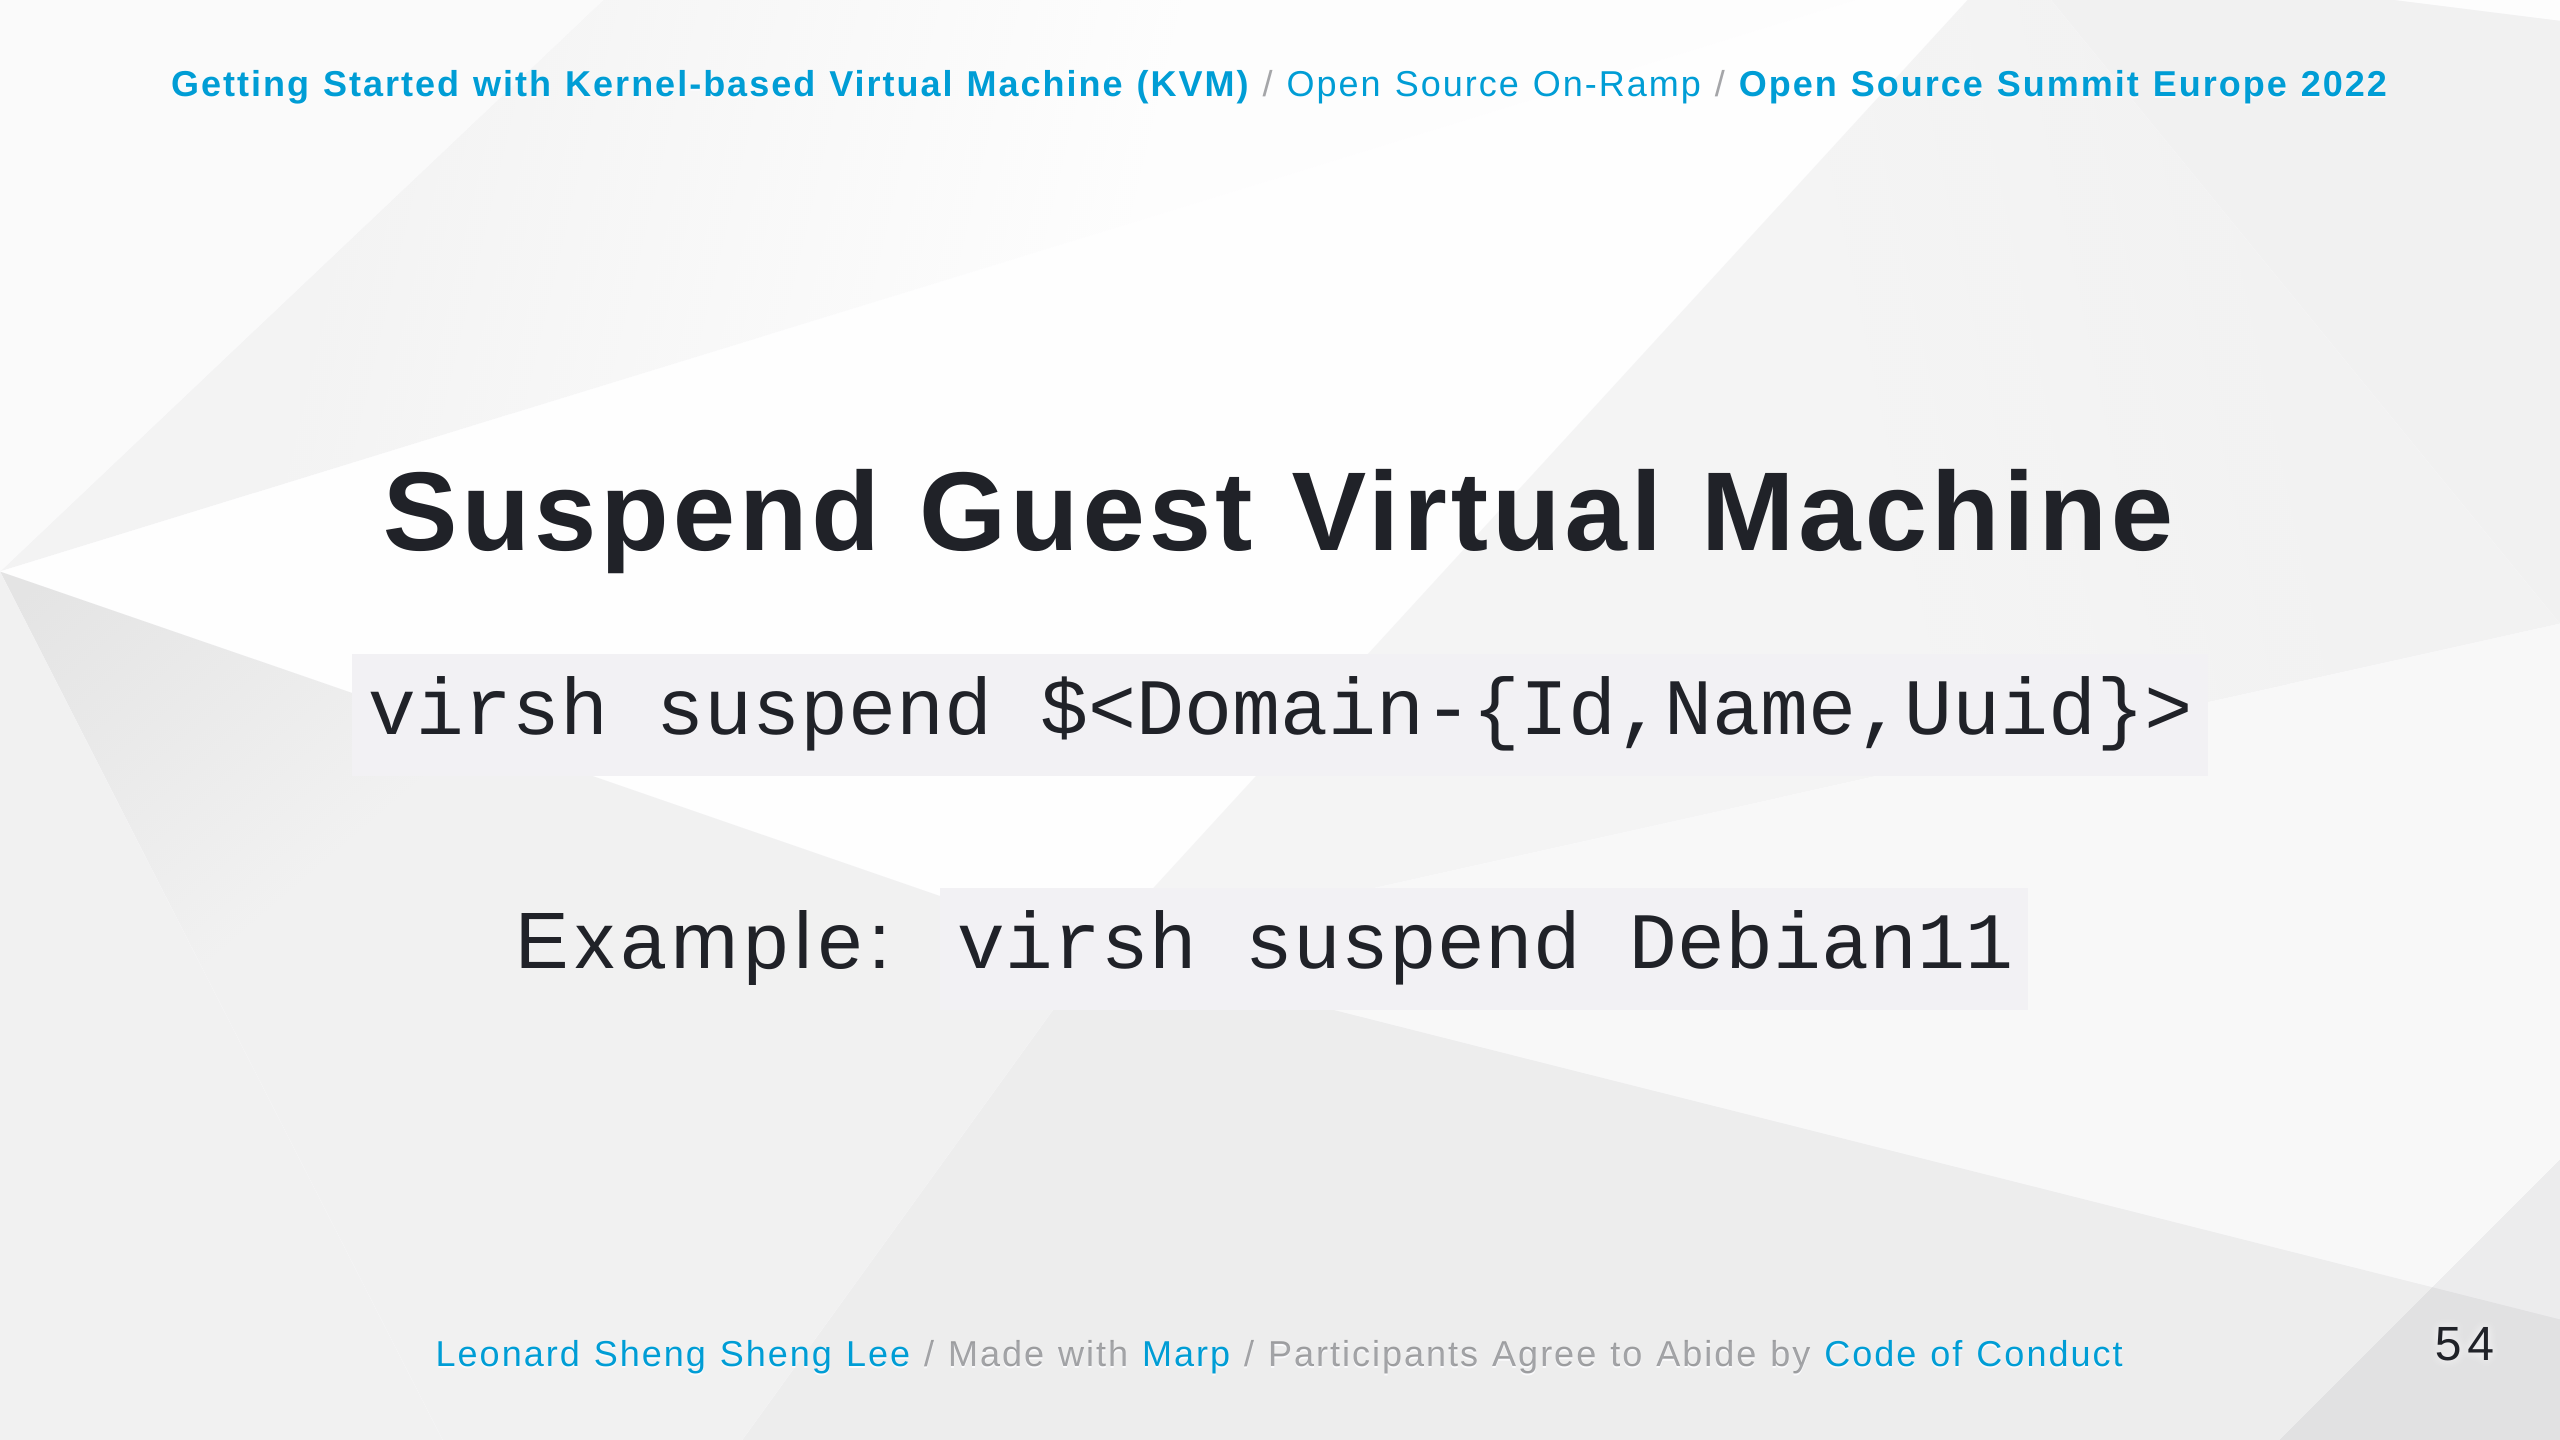 Getting Started with Kernel-based Virtual Machine (KVM) / Open Source On-Ramp / Open Source Summit Europe 2022
Suspend Guest Virtual Machine
virsh suspend $<Domain-{Id,Name,Uuid}>
Example: virsh suspend Debian11
Leonard Sheng Sheng Lee / Made with Marp / Participants Agree to Abide by Code of Conduct
54